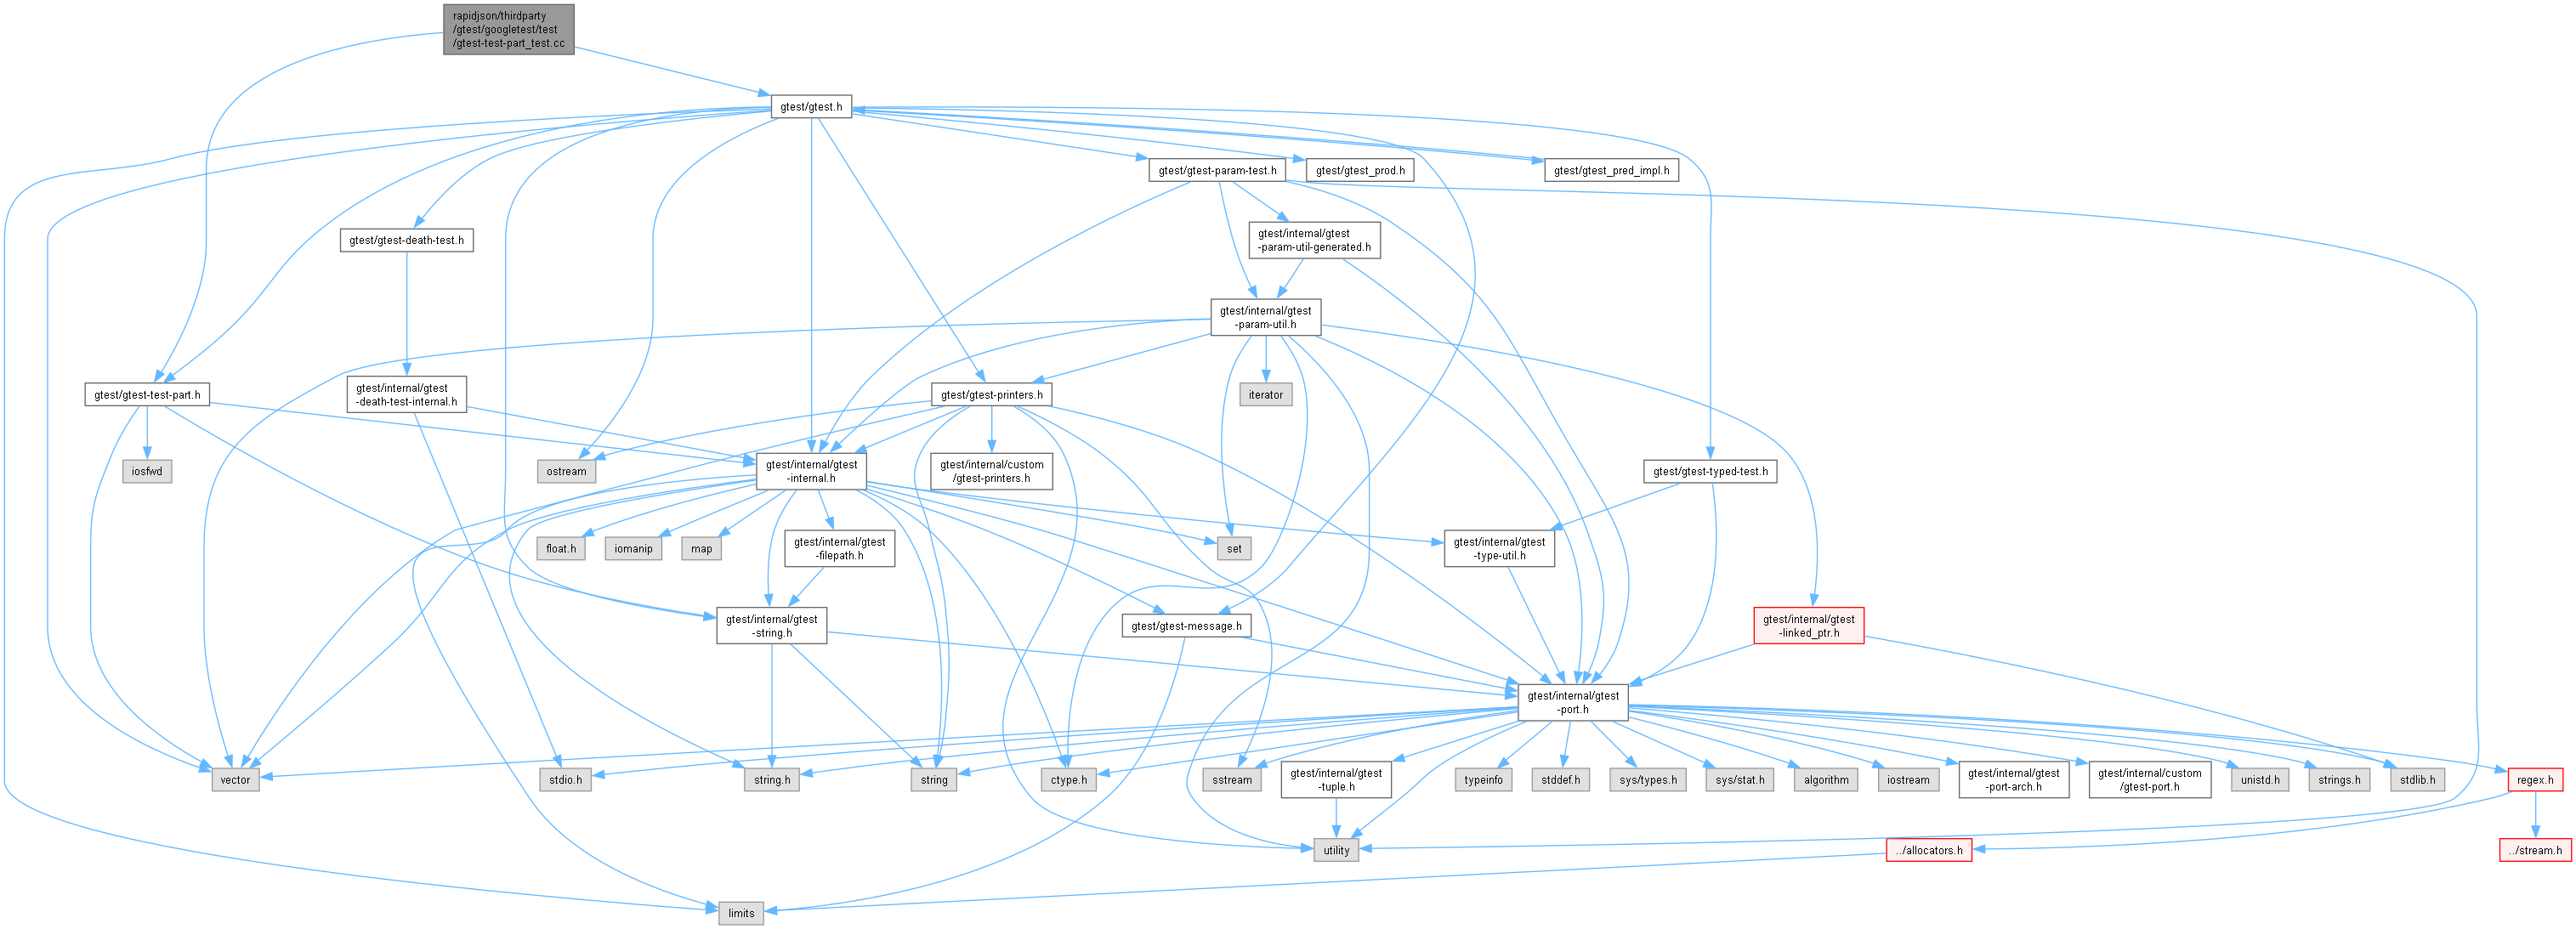 rapidjson/thirdparty
/gtest/googletest/test
/gtest-test-part_test.cc
gtest/gtest.h
gtest/gtest-param-test.h
gtest/gtest_prod.h
gtest/gtest_pred_impl.h
gtest/gtest-death-test.h
gtest/internal/gtest
-param-util-generated.h
gtest/internal/gtest
-param-util.h
gtest/gtest-test-part.h
gtest/internal/gtest
-death-test-internal.h
gtest/gtest-printers.h
iterator
iosfwd
ostream
gtest/internal/gtest
-internal.h
gtest/internal/custom
/gtest-printers.h
gtest/gtest-typed-test.h
float.h
iomanip
map
gtest/internal/gtest
-filepath.h
set
gtest/internal/gtest
-type-util.h
gtest/internal/gtest
-string.h
gtest/gtest-message.h
gtest/internal/gtest
-linked_ptr.h
gtest/internal/gtest
-port.h
vector
stdio.h
string.h
string
ctype.h
sstream
gtest/internal/gtest
-tuple.h
typeinfo
stddef.h
sys/types.h
sys/stat.h
algorithm
iostream
gtest/internal/gtest
-port-arch.h
gtest/internal/custom
/gtest-port.h
unistd.h
strings.h
stdlib.h
regex.h
utility
../allocators.h
../stream.h
limits